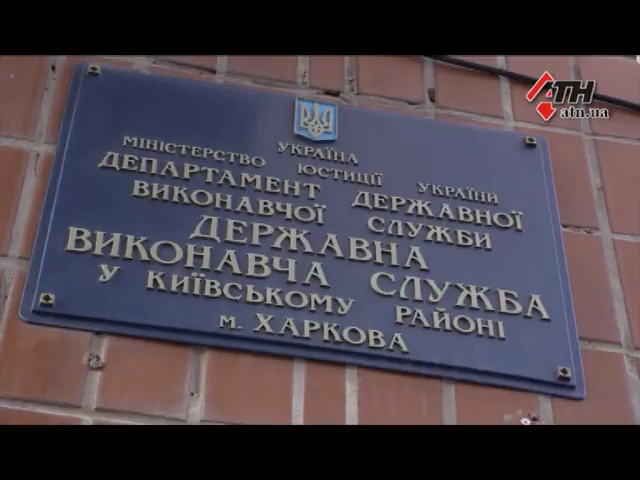 АТН
atn.ua
УКРАЇНА
МІНІСТЕРСТВО ЮСТИЦІЇ УКРАЇНИ
ДЕПАРТАМЕНТ ДЕРЖАВНОЇ
ВИКОНАВЧОЇ СЛУЖБИ
ДЕРЖАВНА
ВИКОНАВЧА СЛУЖБА
У КИЇВСЬКОМУ РАЙОНІ
м. ХАРКОВА